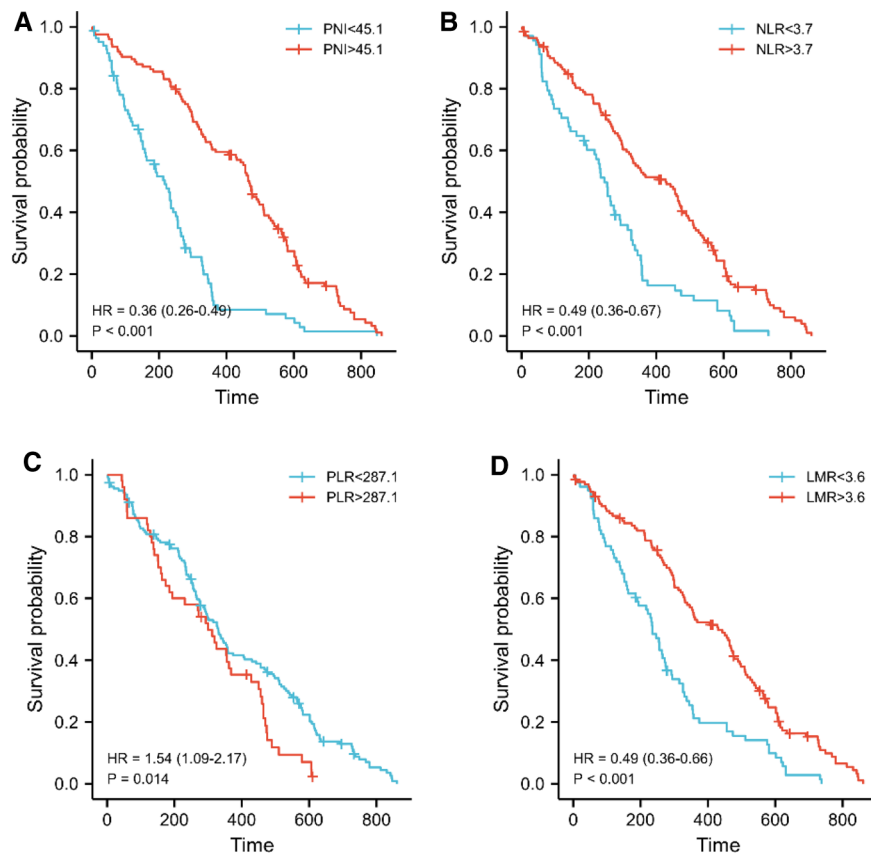 A
PNI<45.1
PNI>45.1
1.0
0.8
0.6
0.4
0.2
0.0
Survival probability
HR = 0.36 (0.26-0.49)
P < 0.001
0 200 400 600 800
Time
B
NLR<3.7
NLR>3.7
1.0
0.8
0.6
0.4
0.2
0.0
Survival probability
HR = 0.49 (0.36-0.67)
P < 0.001
0 200 400 600 800
Time
C
PLR<287.1
PLR>287.1
1.0
0.8
0.6
0.4
0.2
0.0
Survival probability
HR = 1.54 (1.09-2.17)
P = 0.014
0 200 400 600 800
Time
D
LMR<3.6
LMR>3.6
1.0
0.8
0.6
0.4
0.2
0.0
Survival probability
HR = 0.49 (0.36-0.66)
P < 0.001
0 200 400 600 800
Time